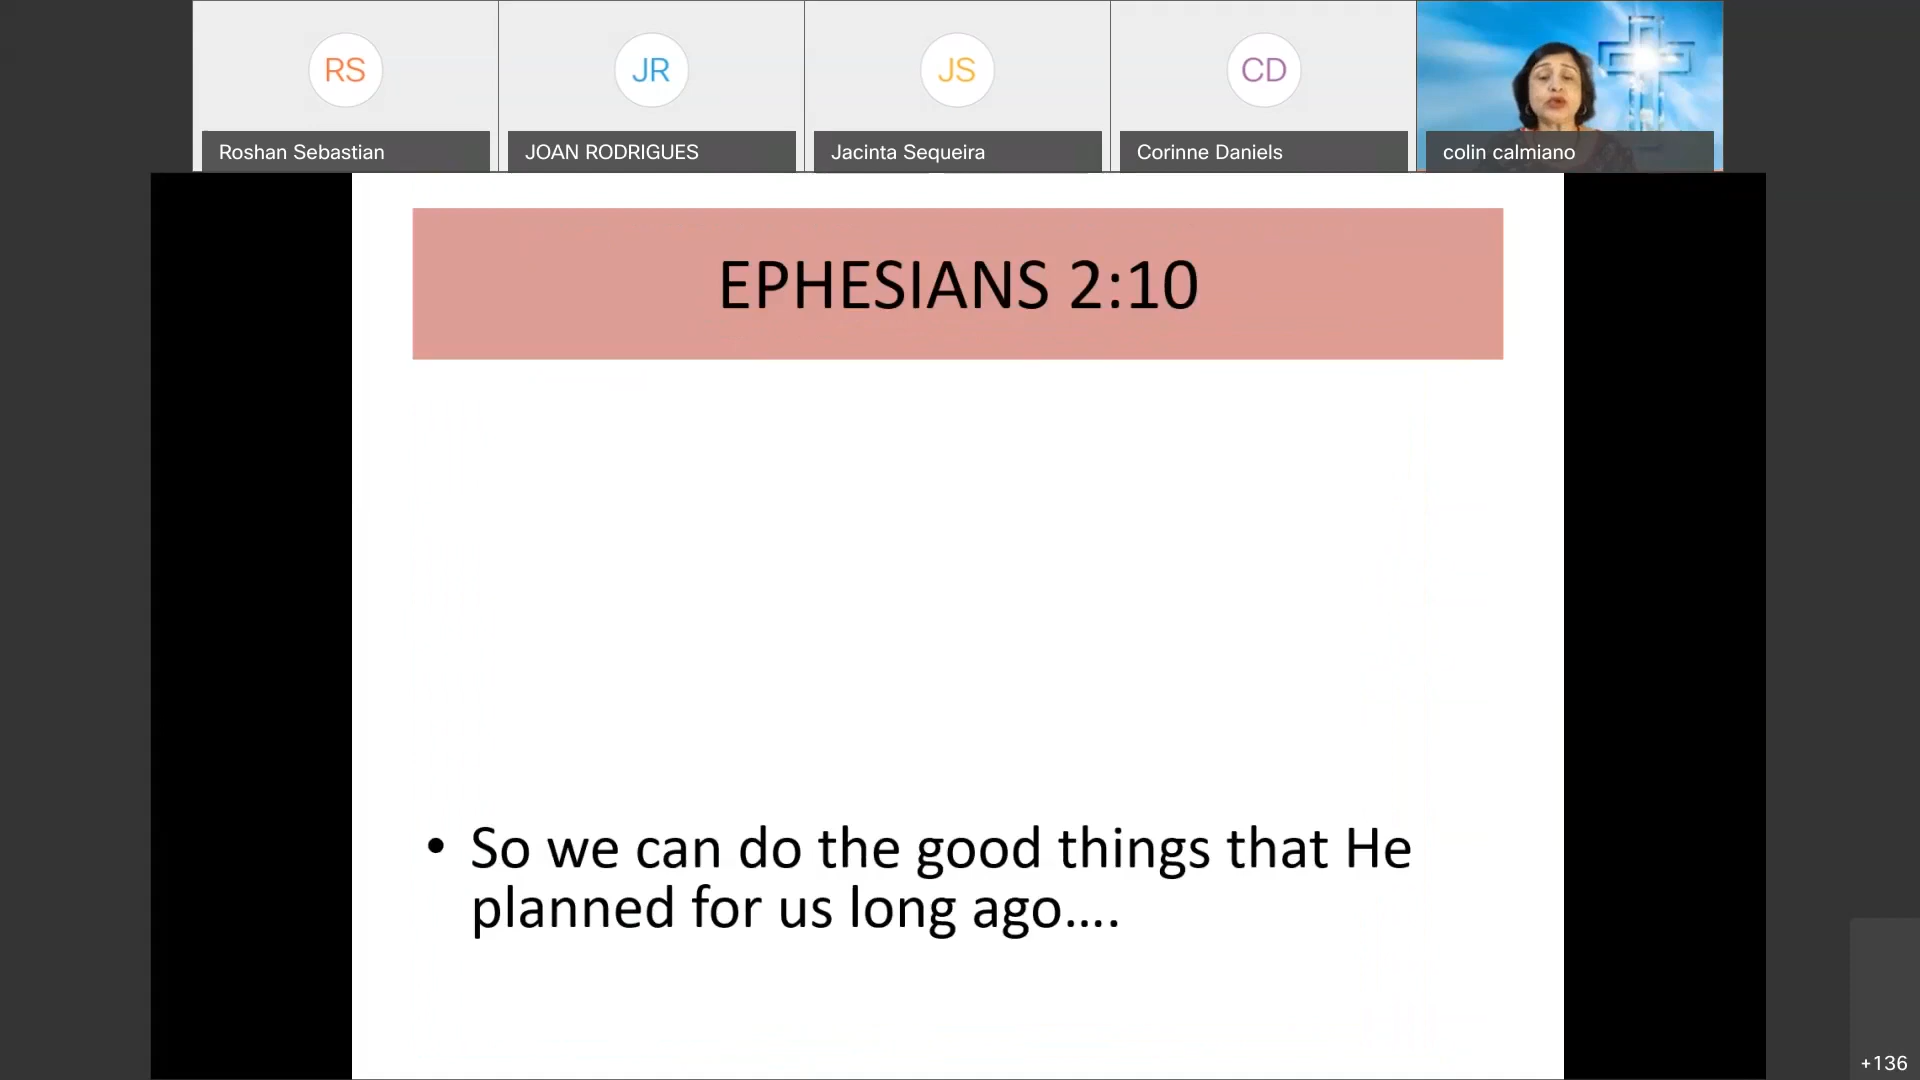 RS
JR
JS
CD
Roshan Sebastian
JOAN RODRIGUES
Jacinta Sequeira
Corinne Daniels
colin calmiano
EPHESIANS 2:10
• So we can do the good things that He
planned for us long ago....
+136